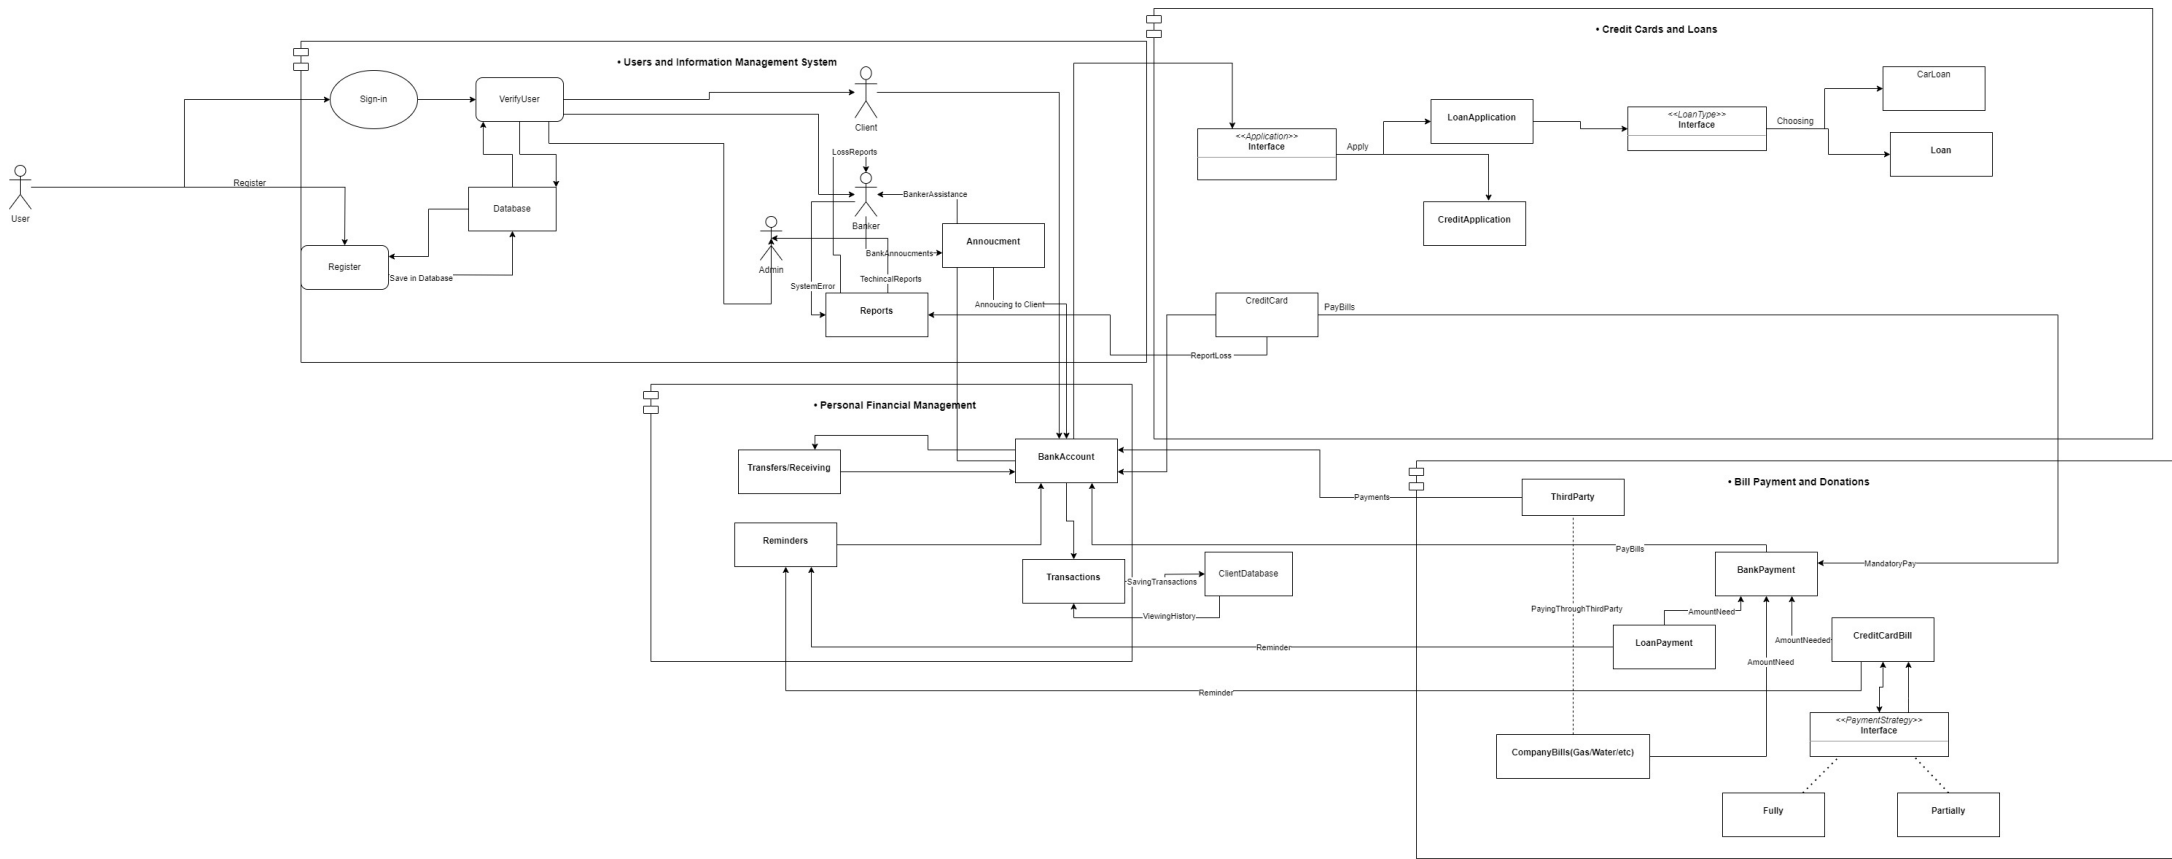 • Credit Cards and Loans
• Users and Information Management System
CarLoan
Sign-in
VerifyUser
Client
LoanApplication
<<LoanType>>
Interface
Choosing
<<Application>>
Interface
Apply
Loan
LossReports
User
Register
Database
BankerAssistance
Banker
CreditApplication
Annoucment
BankAnnoucments
Admin
Register
Save in Database
TechincalReports
SystemError
Reports
Annoucing to Client
CreditCard
PayBills
ReportLoss
• Personal Financial Management
BankAccount
Transfers/Receiving
• Bill Payment and Donations
ThirdParty
Payments
Reminders
PayBills
BankPayment
MandatoryPay
Transactions
SavingTransactions
ClientDatabase
ViewingHistory
PayingThroughThirdParty
AmountNeed
LoanPayment
AmountNeeded
CreditCardBill
Reminder
AmountNeed
Reminder
<<PaymentStrategy>>
Interface
CompanyBills(Gas/Water/etc)
Fully
Partially